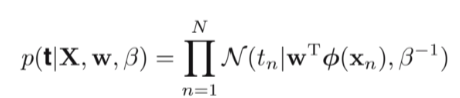 p(𝘁|𝐗, 𝐰, β) = ∏_{n=1}^{N} 𝒩(t_n|𝐰^T 𝝓(𝐱_n), β^{−1})